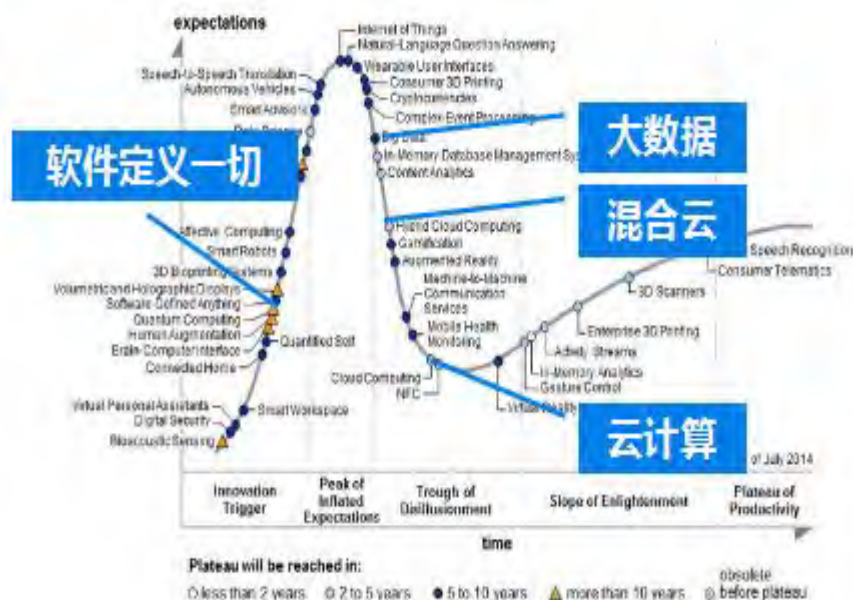 expectations
Internet of Things
Natural-Language Question Answering
Wearable User Interfaces
Speech-to-Speech Translation
Consumer 3D Printing
Autonomous Vehicles
Cryptocurrencies
Smart Advisors
Complex-Event Processing
Big Data
大数据
软件定义一切
In-Memory Database Management Sys
Content Analytics
混合云
Hybrid Cloud Computing
Affective Computing
Gamification
Speech Recognition
Smart Robots
Augmented Reality
Consumer Telematics
3D Bioprinting Systems
Machine-to-Machine
Communication
Services
3D Scanners
Volumetric and Holographic Displays
Software-Defined Anything
Quantum Computing
Enterprise 3D Printing
Human Augmentation
Mobile Health
Monitoring
Quantified Self
Brain-Computer Interface
Activity Streams
Connected Home
In-Memory Analytics
Cloud Computing
Gesture Control
NFC
Virtual Reality
Virtual Personal Assistants
Smart Workspace
Digital Security
云计算
Bioacoustic Sensing
of July 2014
Innovation
Trigger
Peak of
Inflated
Expectations
Trough of
Disillusionment
Slope of Enlightenment
Plateau of
Productivity
time
Plateau will be reached in:
less than 2 years
2 to 5 years
5 to 10 years
more than 10 years
obsolete
before plateau